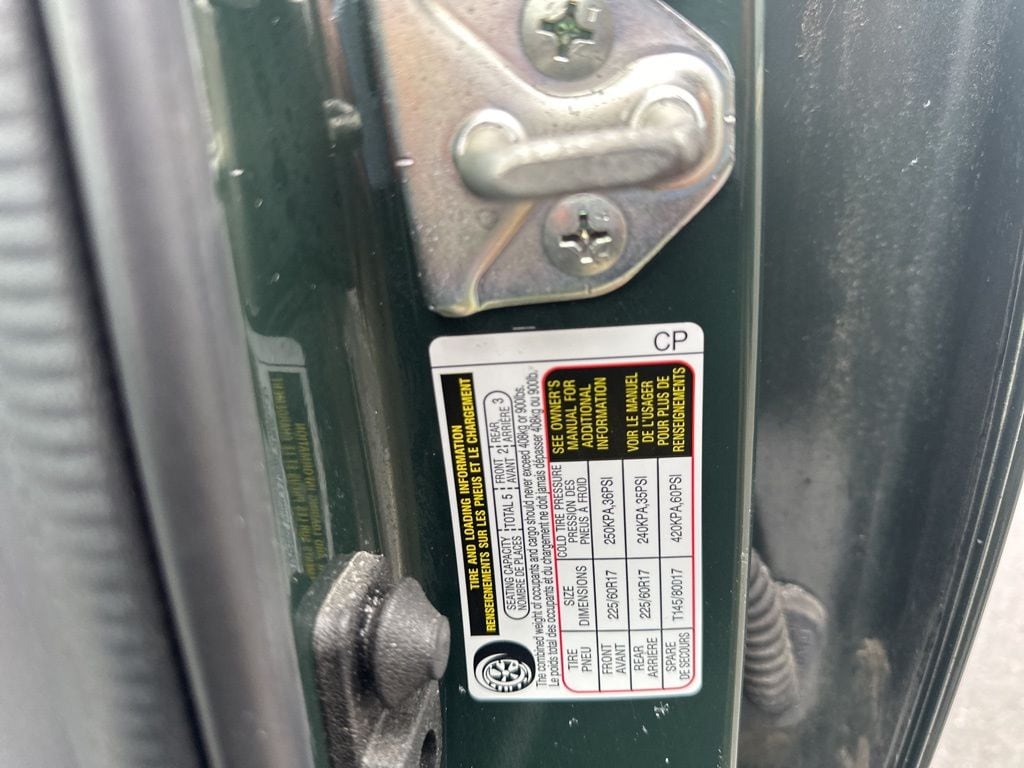 TIRE AND LOADING INFORMATION
RENSEIGNEMENTS SUR LES PNEUS ET LE CHARGEMENT
SEATING CAPACITY TOTAL 5 FRONT 2 REAR 3
NOMBRE DE PLACES AVANT ARRIÈRE
The combined weight of occupants and cargo should never exceed 408kg or 900lbs.
Le poids total des occupants et du chargement ne doit jamais dépasser 408kg ou 900lb.
TIRE SIZE COLD TIRE PRESSURE
PNEU DIMENSIONS PRESSION DES PNEUS À FROID
FRONT 225/60R17 250KPA,36PSI
AVANT
REAR 225/60R17 240KPA,35PSI
ARRIÈRE
SPARE T145/80D17 420KPA,60PSI
DE SECOURS
SEE OWNER'S
MANUAL FOR
ADDITIONAL
INFORMATION
VOIR LE MANUEL
DE L'USAGER
POUR PLUS DE
RENSEIGNEMENTS
CP